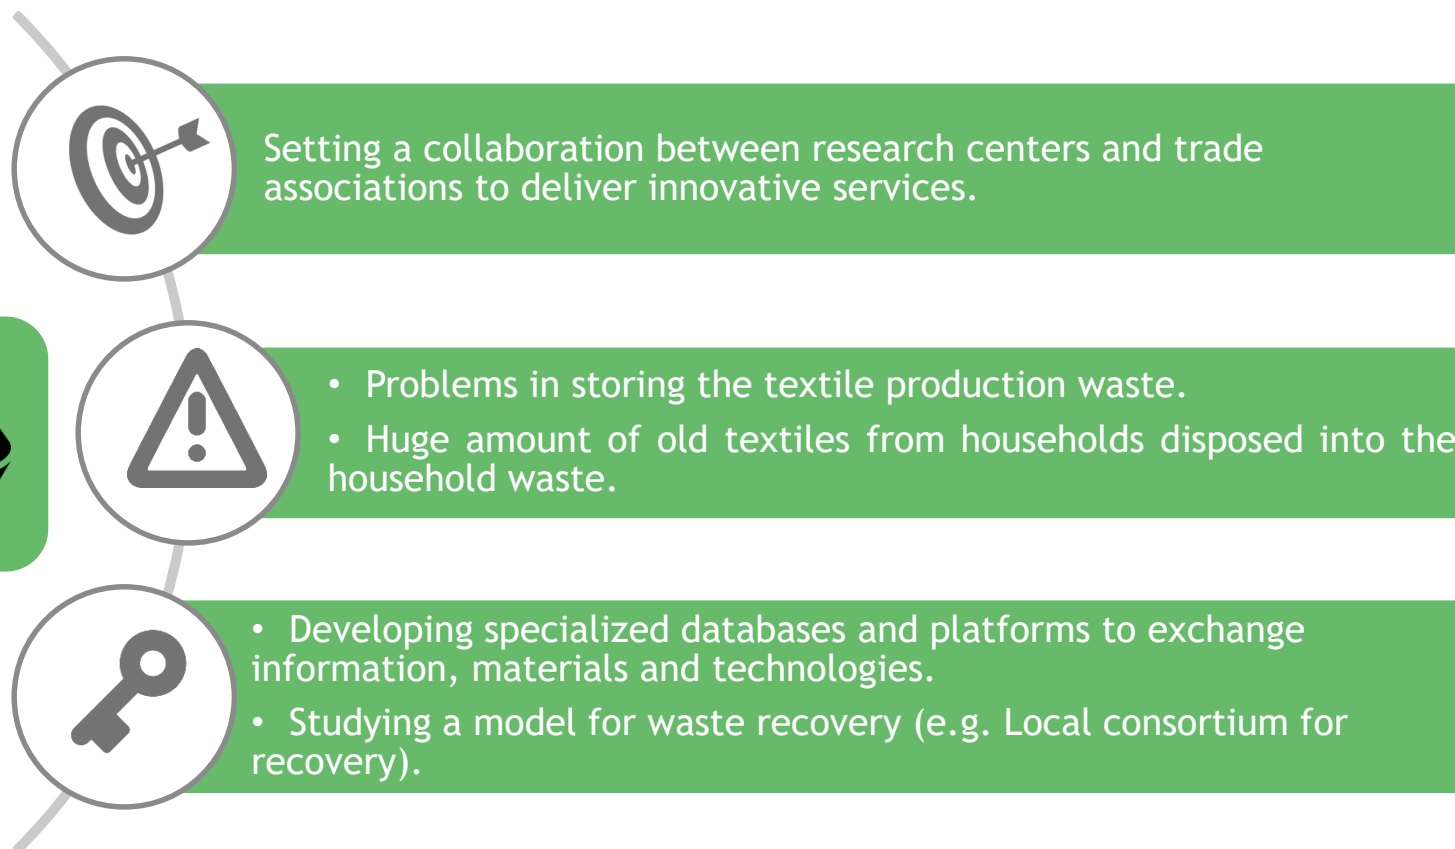 Setting a collaboration between research centers and trade
associations to deliver innovative services.
• Problems in storing the textile production waste.
• Huge amount of old textiles from households disposed into the
household waste.
• Developing specialized databases and platforms to exchange
information, materials and technologies.
• Studying a model for waste recovery (e.g. Local consortium for
recovery).